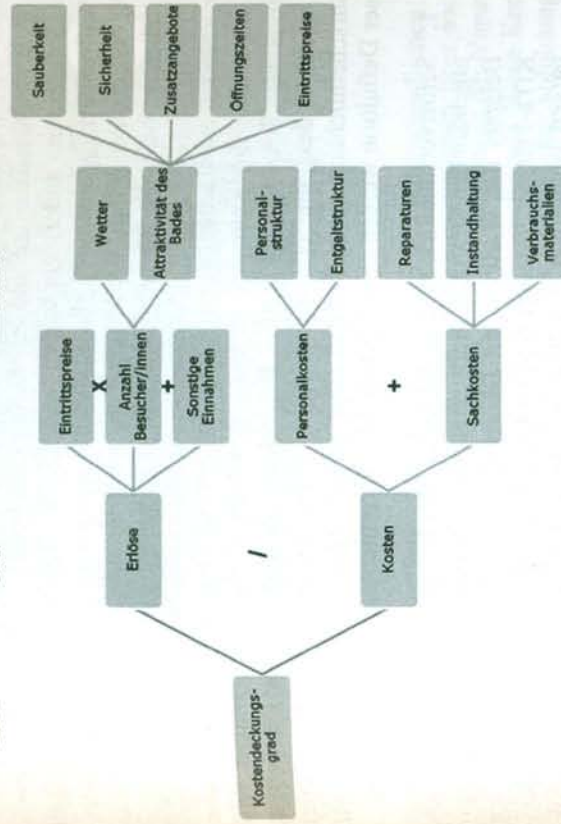 Kostendeckungs-
grad
Erlöse
/
Kosten
Eintrittspreise
x
Anzahl
Besucher/innen
+
Sonstige
Einnahmen
Personalkosten
+
Sachkosten
Wetter
Attraktivität des
Bades
Personal-
struktur
Entgeltstruktur
Reparaturen
Instandhaltung
Verbrauchs-
materialien
Sauberkeit
Sicherheit
Zusatzangebote
Öffnungszeiten
Eintrittspreise